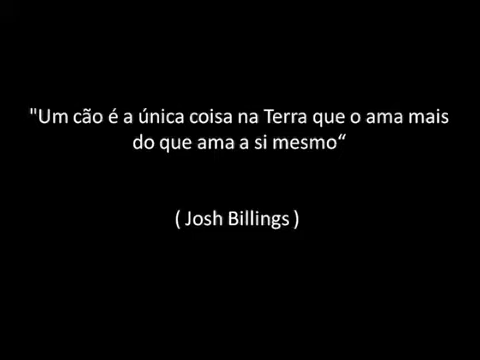 "Um cão é a única coisa na Terra que o ama mais
do que ama a si mesmo“
( Josh Billings )